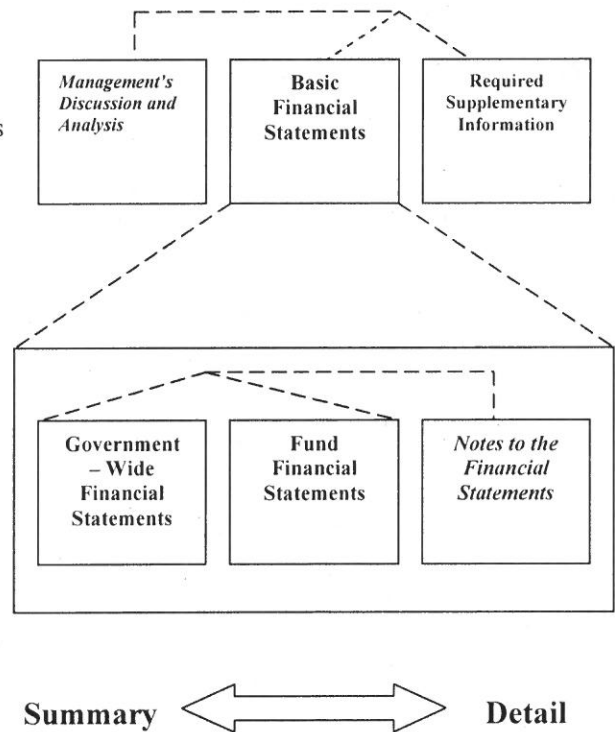 Management's
Discussion and
Analysis
Basic
Financial
Statements
Required
Supplementary
Information
s
Government
– Wide
Financial
Statements
Fund
Financial
Statements
Notes to the
Financial
Statements
Summary
Detail